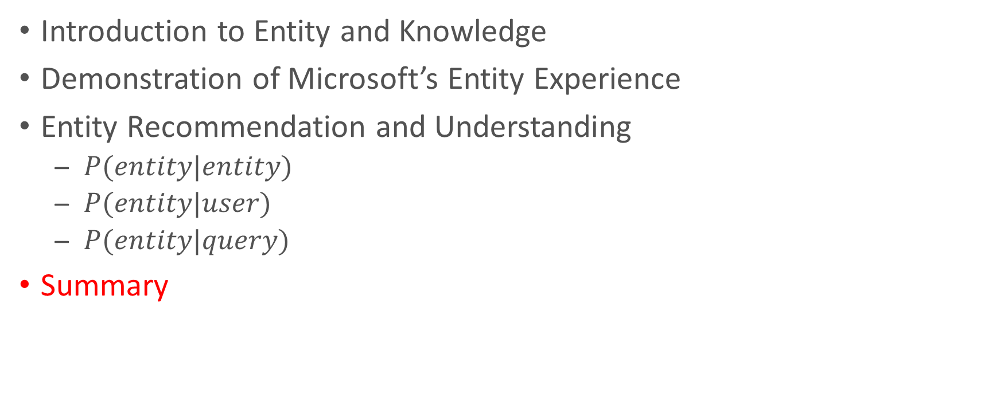 • Introduction to Entity and Knowledge
• Demonstration of Microsoft’s Entity Experience
• Entity Recommendation and Understanding
– P(entity|entity)
– P(entity|user)
– P(entity|query)
• Summary